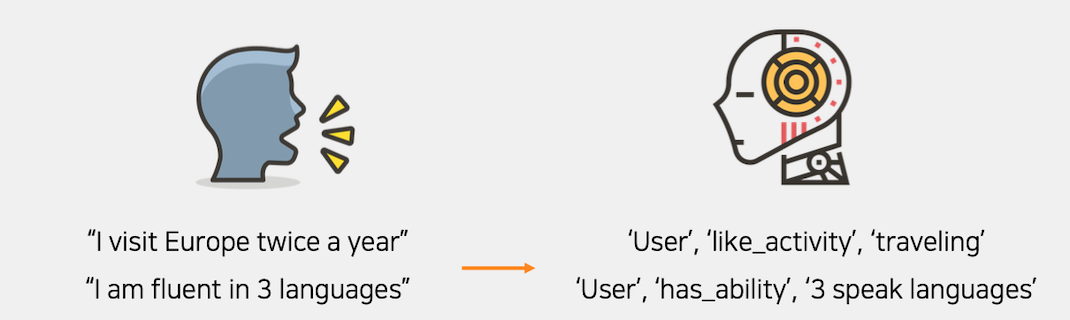 “I visit Europe twice a year”
“I am fluent in 3 languages”
‘User’, ‘like_activity’, ‘traveling’
‘User’, ‘has_ability’, ‘3 speak languages’